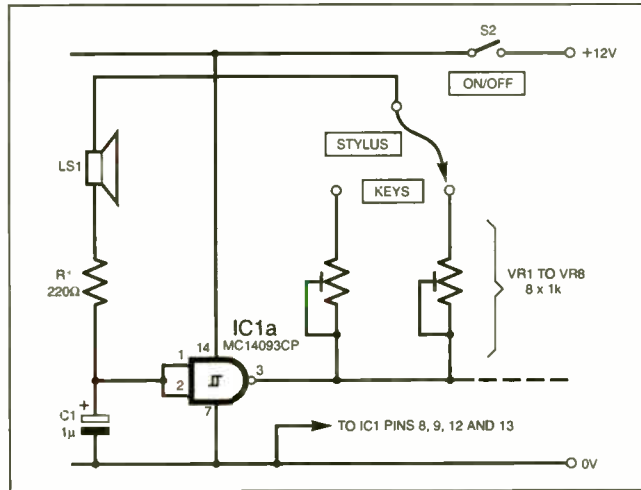 S2
+12V
ON/OFF
STYLUS
LS1
KEYS
R1
220Ω
VR1 TO VR8
8 x 1k
IC1a
MC14093CP
14
1
2
3
7
+
C1
1µ
TO IC1 PINS 8, 9, 12 AND 13
0V